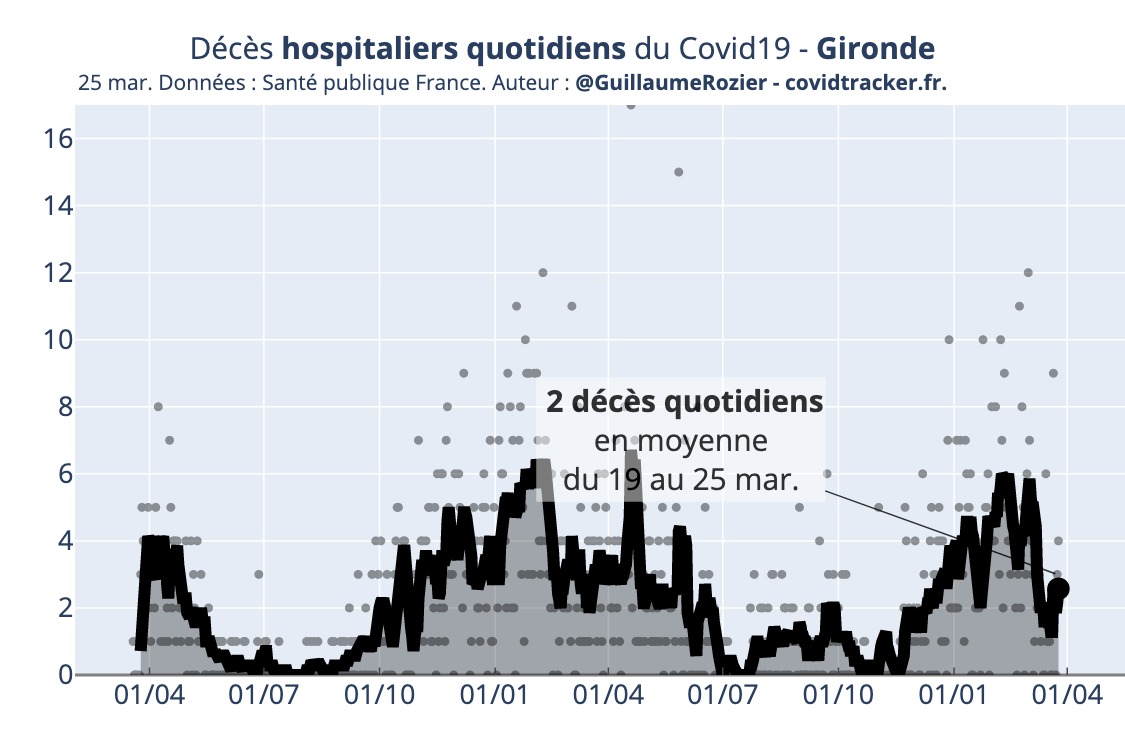 Décès hospitaliers quotidiens du Covid19 - Gironde
25 mar. Données : Santé publique France. Auteur : @GuillaumeRozier - covidtracker.fr.
16
14
12
10
8
2 décès quotidiens
en moyenne
6
du 19 au 25 mar.
4
2
0
01/04 01/07 01/10 01/01 01/04 01/07 01/10 01/01 01/04